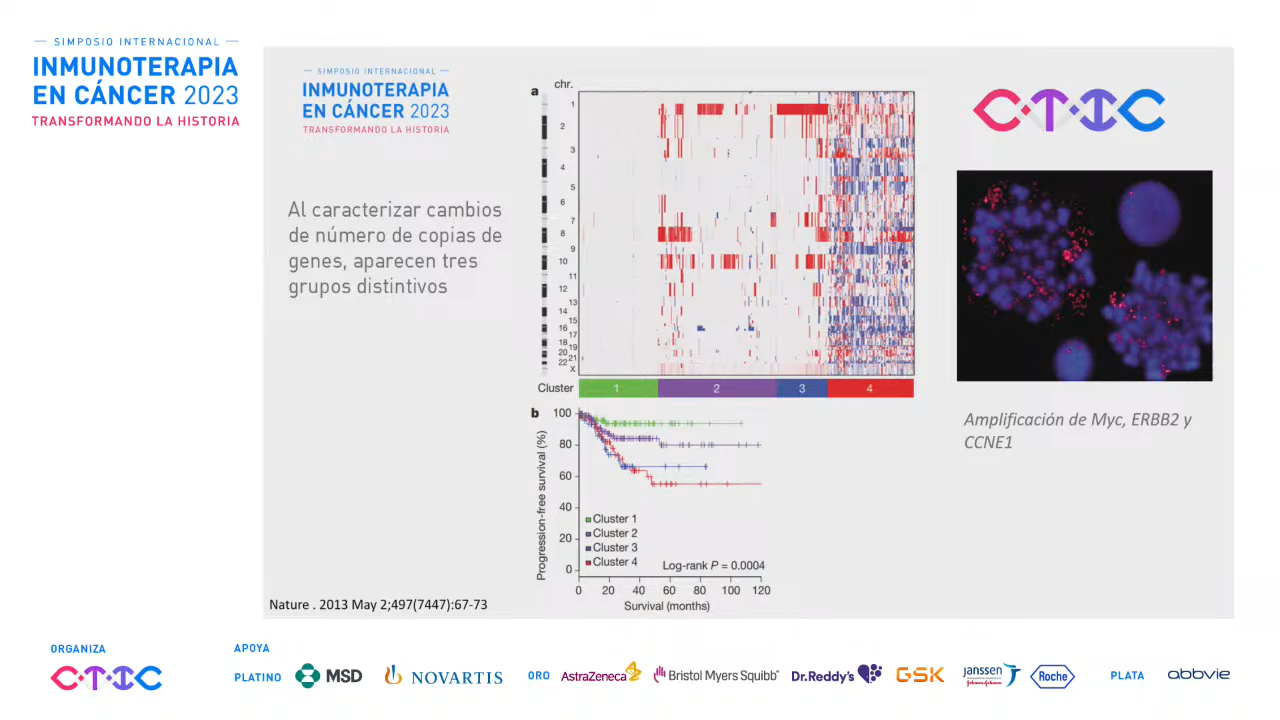 SIMPOSIO INTERNACIONAL
INMUNOTERAPIA
EN CÁNCER 2023
TRANSFORMANDO LA HISTORIA
SIMPOSIO INTERNACIONAL
INMUNOTERAPIA
EN CÁNCER 2023
TRANSFORMANDO LA HISTORIA
Al caracterizar cambios
de número de copias de
genes, aparecen tres
grupos distintivos
a
chr.
1
2
3
4
5
6
7
8
9
10
11
12
13
14
15
16
17
18
19
20
21
22
X
Cluster 1 2 3 4
b
Progression-free survival (%)
100
80
60
40
20
0
Cluster 1
Cluster 2
Cluster 3
Cluster 4
Log-rank P = 0.0004
0 20 40 60 80 100 120
Survival (months)
CTIC
Amplificación de Myc, ERBB2 y
CCNE1
Nature . 2013 May 2;497(7447):67-73
ORGANIZA
CTIC
APOYA
PLATINO
MSD
NOVARTIS
ORO
AstraZeneca
Bristol Myers Squibb
Dr.Reddy's
GSK
Janssen
Johnson&Johnson
Roche
PLATA
abbvie